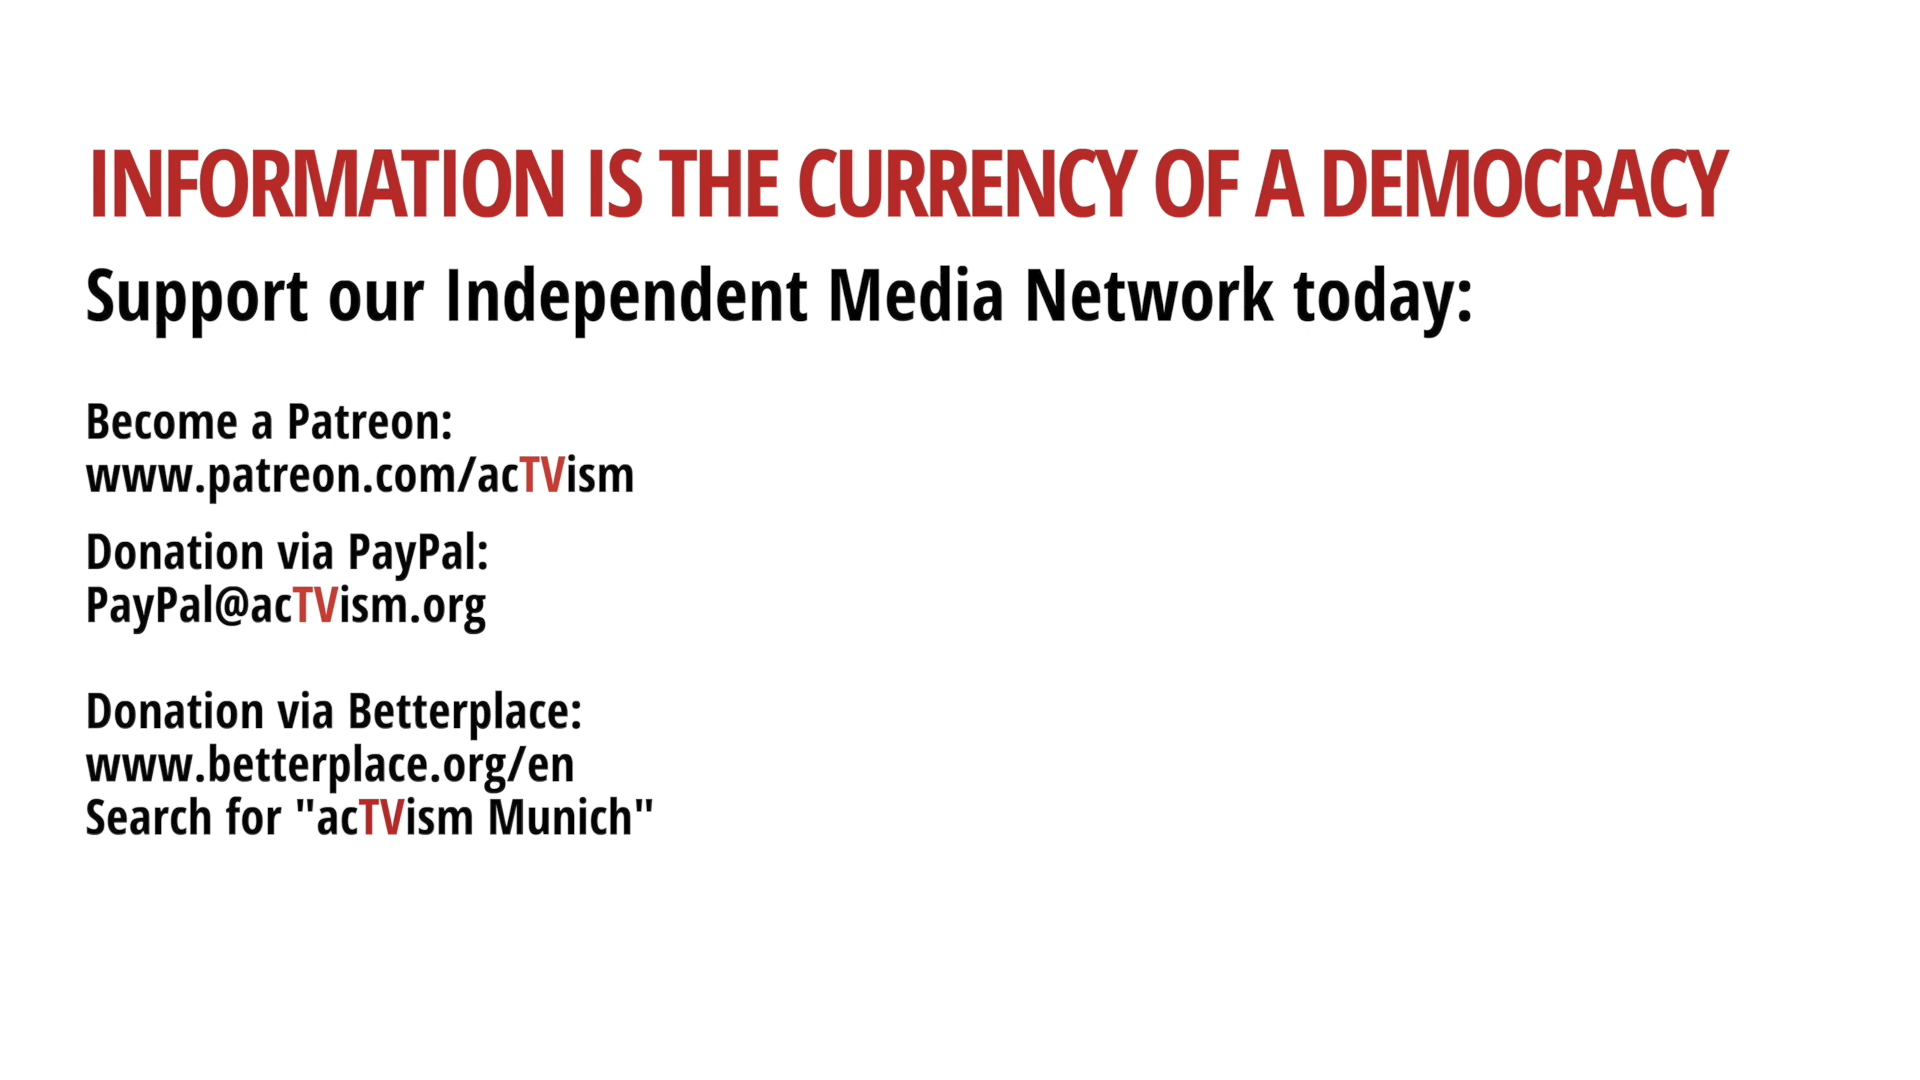 INFORMATION IS THE CURRENCY OF A DEMOCRACY
Support our Independent Media Network today:
Become a Patreon:
www.patreon.com/acTVism
Donation via PayPal:
PayPal@acTVism.org
Donation via Betterplace:
www.betterplace.org/en
Search for "acTVism Munich"